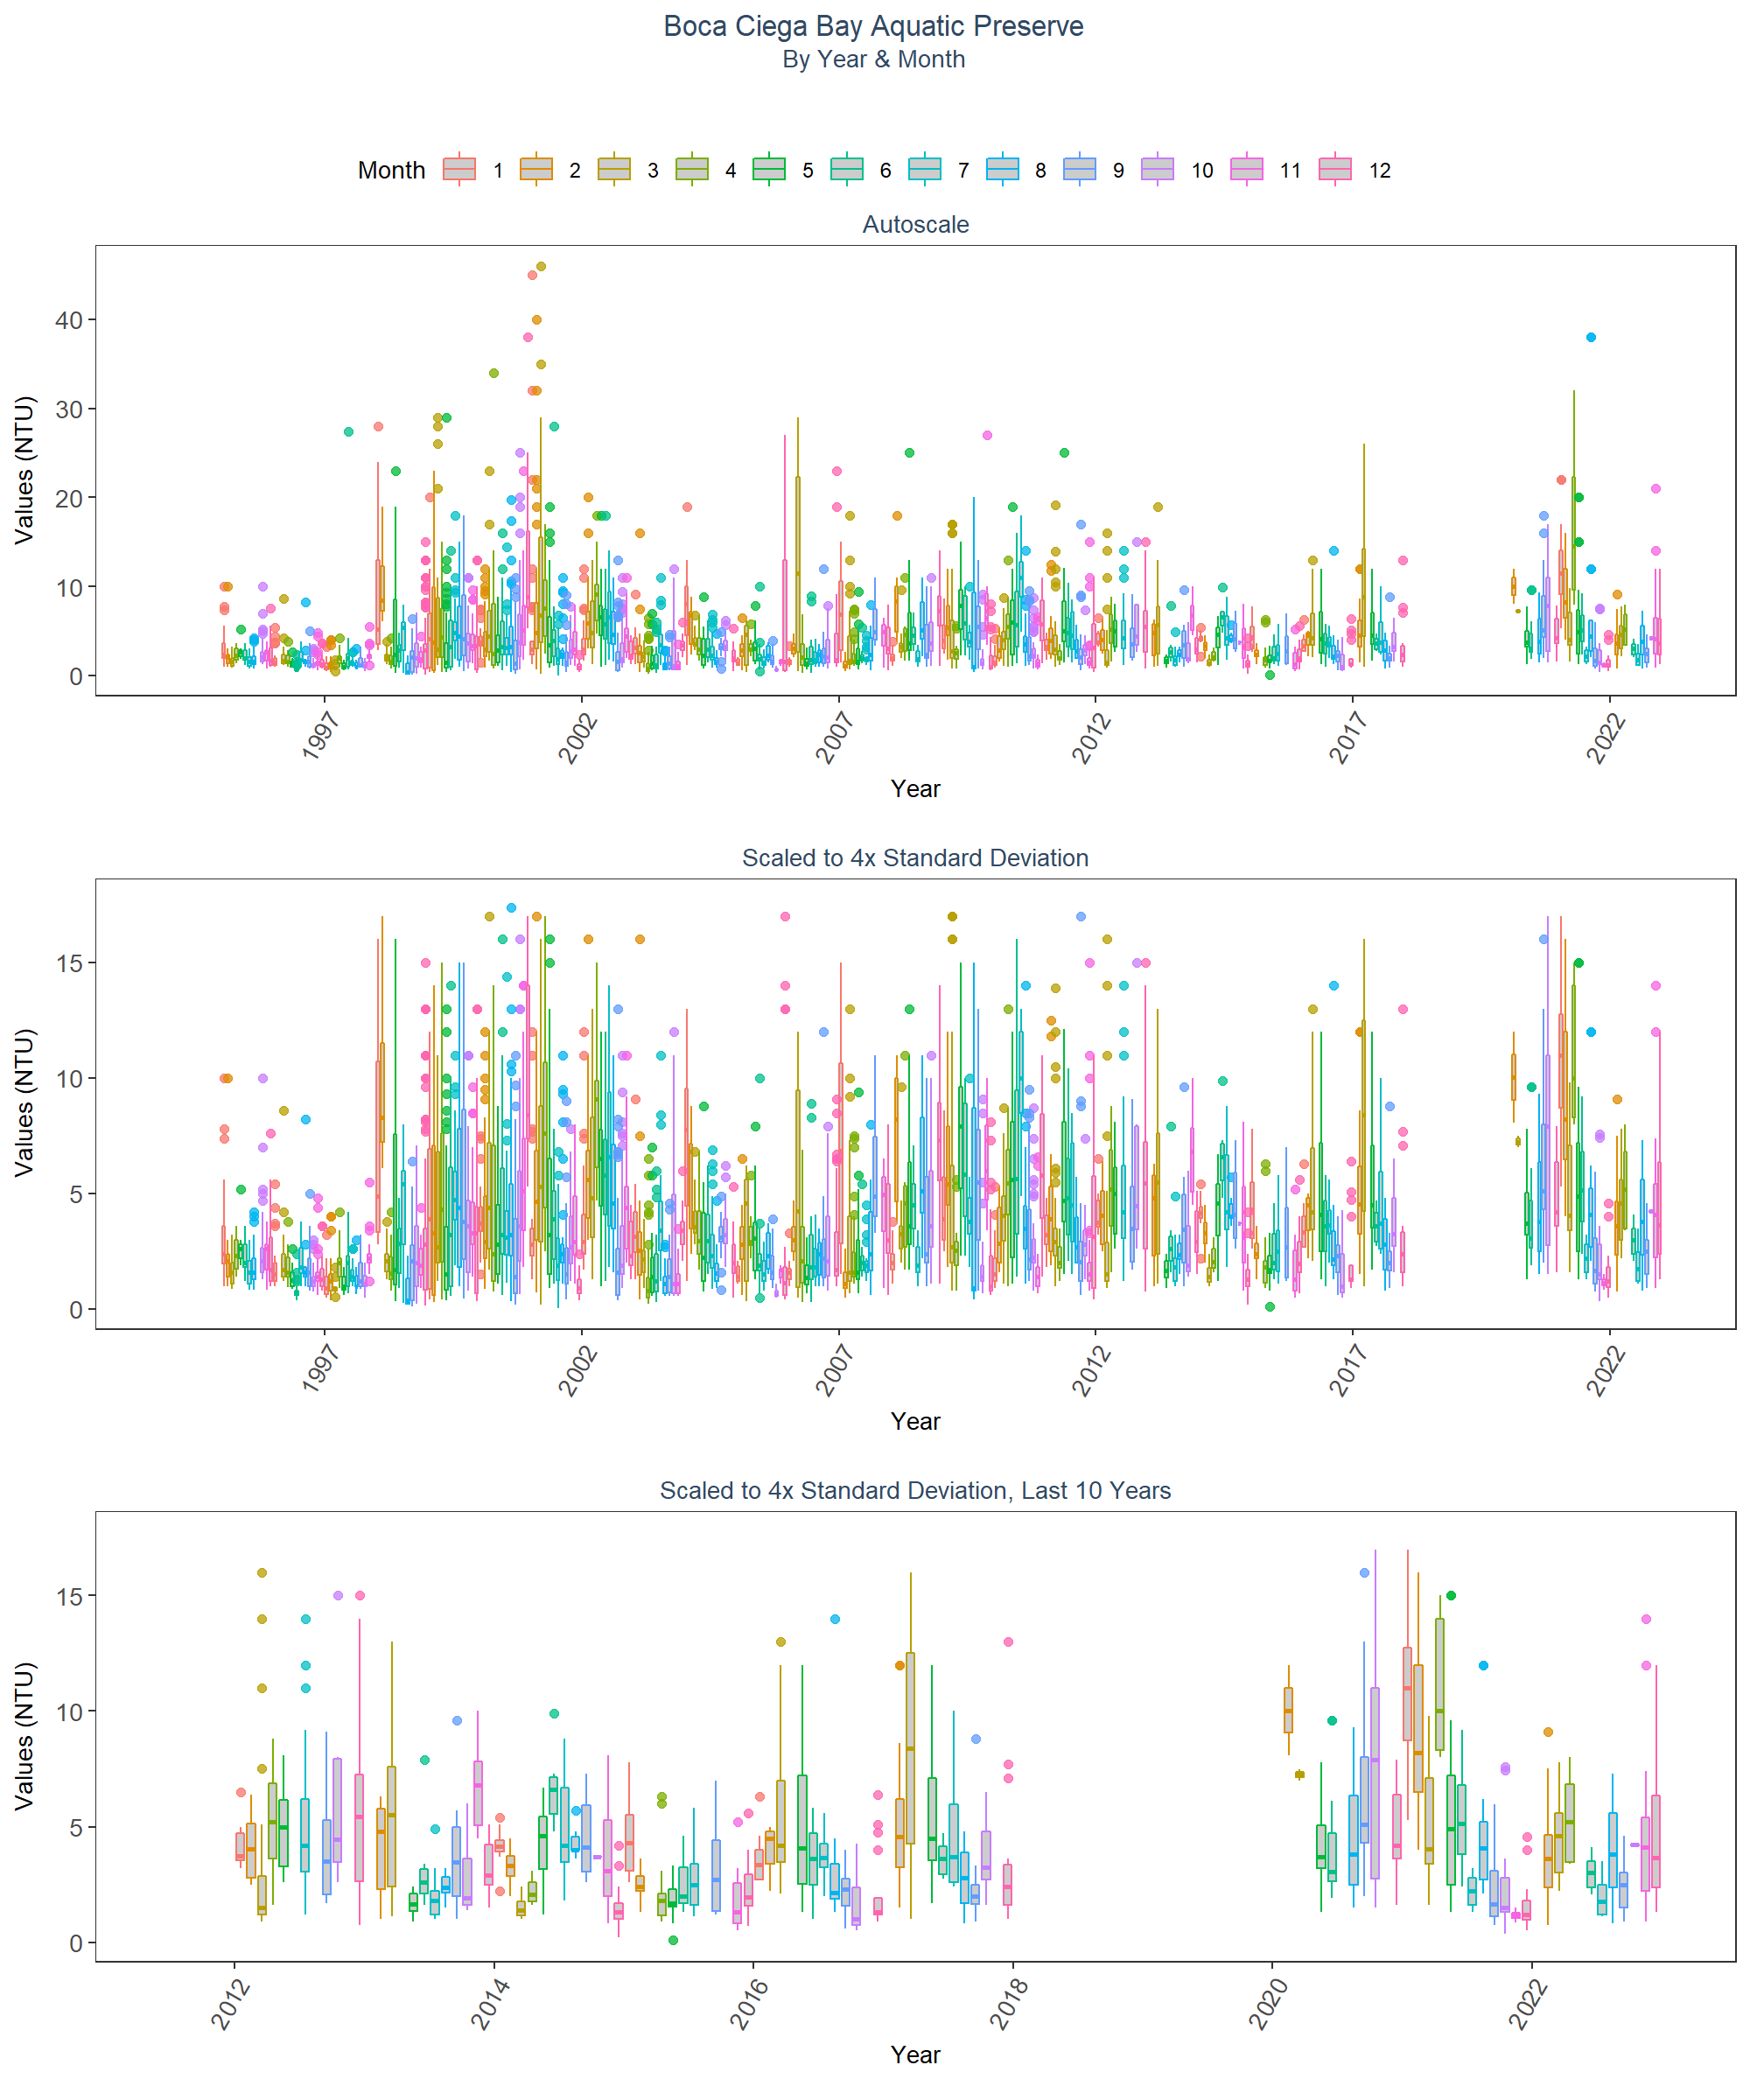 Boca Ciega Bay Aquatic Preserve
By Year & Month
Month 1 2 3 4 5 6 7 8 9 10 11 12
Autoscale
Values (NTU)
40
30
20
10
0
1997 2002 2007 2012 2017 2022
Year
Scaled to 4x Standard Deviation
Values (NTU)
15
10
5
0
1997 2002 2007 2012 2017 2022
Year
Scaled to 4x Standard Deviation, Last 10 Years
Values (NTU)
15
10
5
0
2012 2014 2016 2018 2020 2022
Year